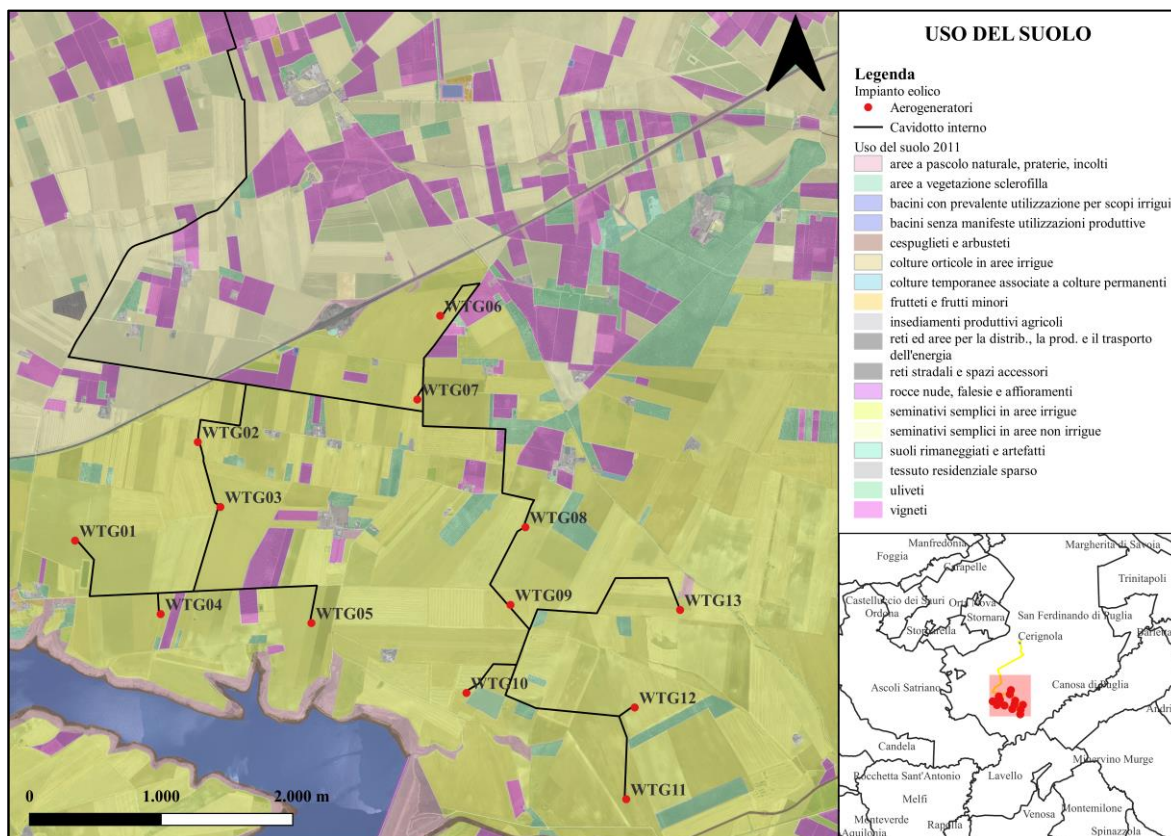 WTG06
WTG07
WTG02
WTG03
WTG08
WTG01
WTG04
WTG09
WTG13
WTG05
WTG10
WTG12
WTG11
0 1.000 2.000 m
USO DEL SUOLO
Legenda
Impianto eolico
Aerogeneratori
Cavidotto interno
Uso del suolo 2011
aree a pascolo naturale, praterie, incolti
aree a vegetazione sclerofilla
bacini con prevalente utilizzazione per scopi irrigui
bacini senza manifeste utilizzazioni produttive
cespuglieti e arbusteti
colture orticole in aree irrigue
colture temporanee associate a colture permanenti
frutteti e frutti minori
insediamenti produttivi agricoli
reti ed aree per la distrib., la prod. e il trasporto
dell'energia
reti stradali e spazi accessori
rocce nude, falesie e affioramenti
seminativi semplici in aree irrigue
seminativi semplici in aree non irrigue
suoli rimaneggiati e artefatti
tessuto residenziale sparso
uliveti
vigneti
Manfredonia
Margherita di Savoia
Foggia
Carapelle
Trinitapoli
Castelluccio dei Sauri
Orta Nova
Ordona
Stornara
San Ferdinando di Puglia
Stornarella
Barletta
Cerignola
Ascoli Satriano
Canosa di Puglia
Andri
Candela
Minervino Murge
Rocchetta Sant'Antonio
Lavello
Melfi
Montemilone
Monteverde
Venosa
Rapolla
Aquilonia
Spinazzola